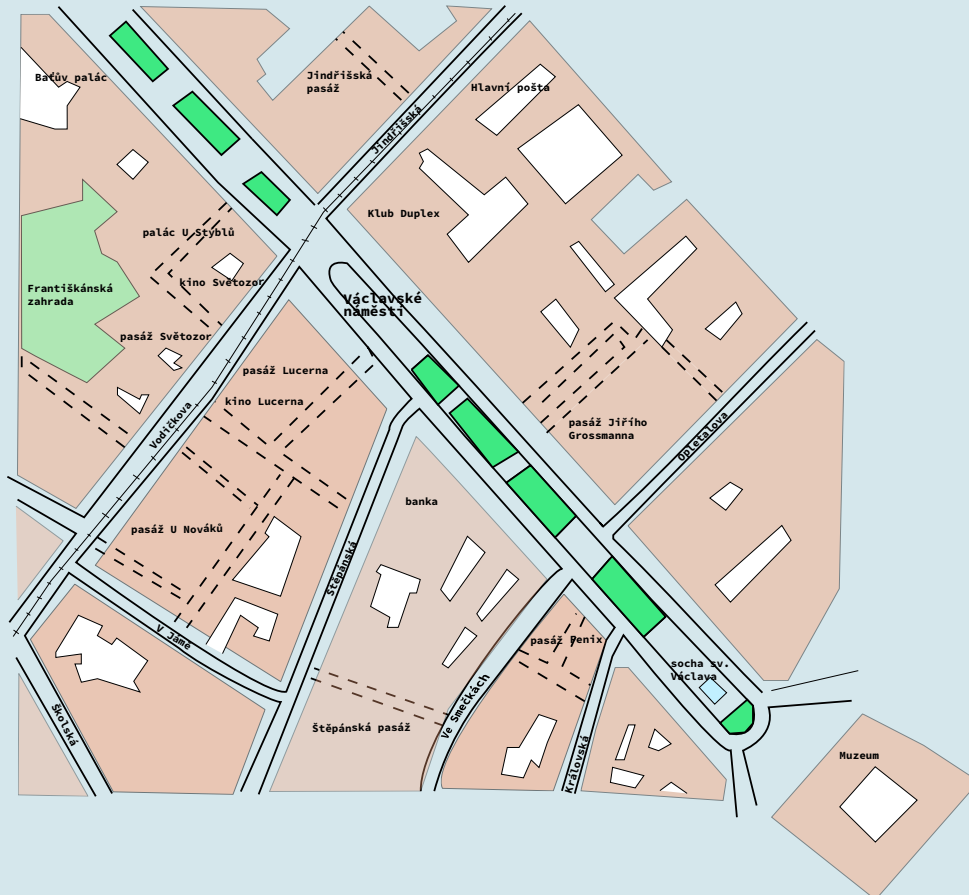 Baťův palác
Jindřišská
pasáž
Hlavní pošta
Jindřišská
Klub Duplex
palác U Stýblů
kino Světozor
Františkánská
zahrada
Václavské
náměstí
pasáž Světozor
pasáž Lucerna
kino Lucerna
Vodičkova
pasáž Jiřího
Grossmanna
Opletalova
banka
pasáž U Nováků
Štěpánská
V Jámě
pasáž Fenix
socha sv.
Václava
Školská
Štěpánská pasáž
Ve Smečkách
Královská
Muzeum